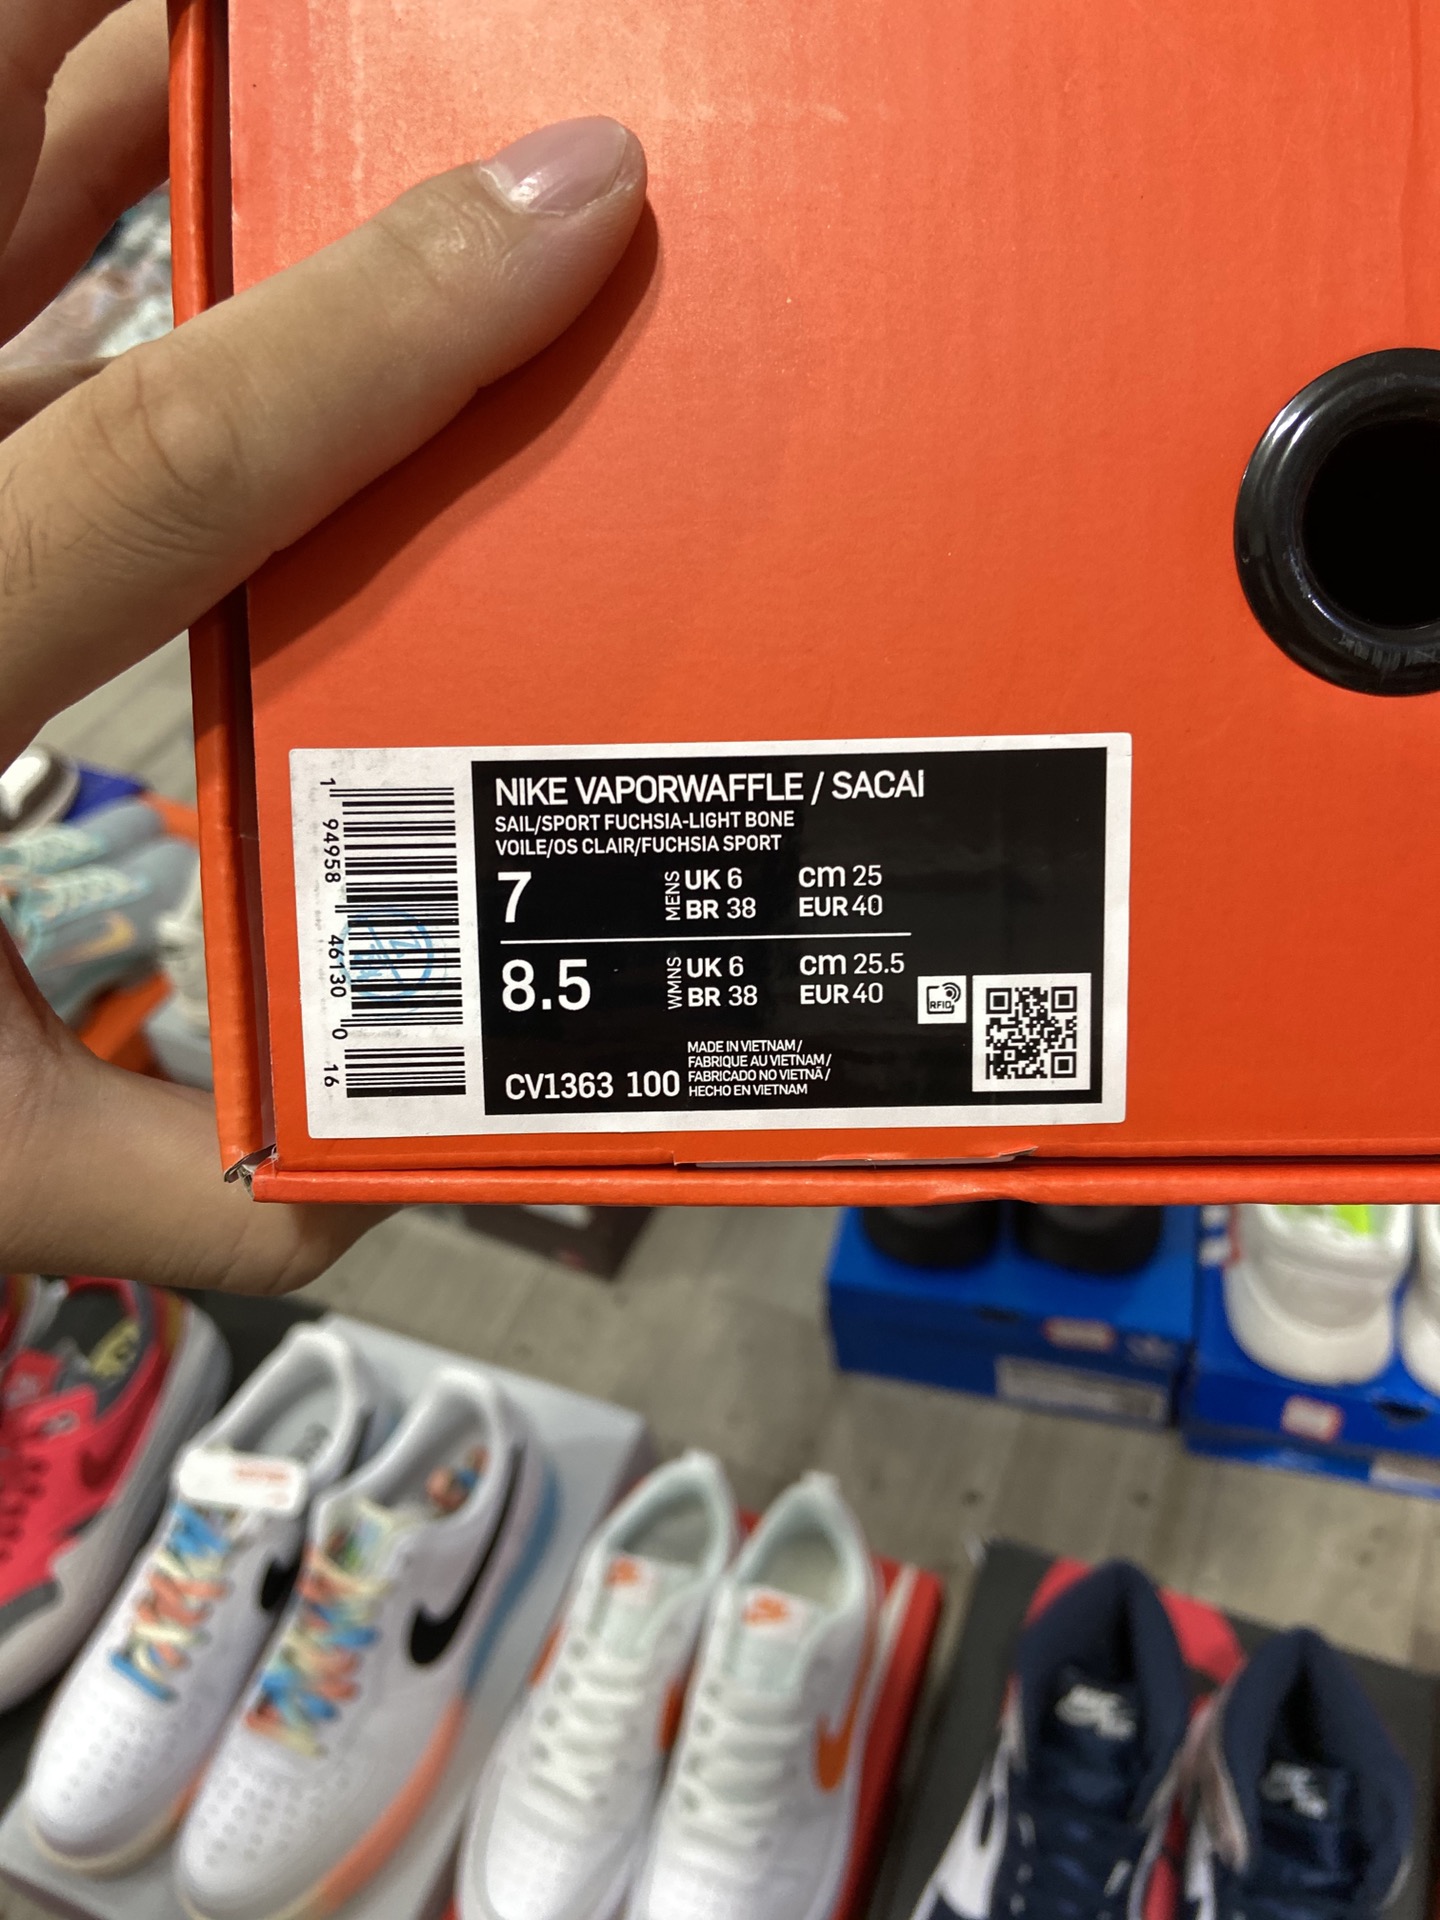 NIKE VAPORWAFFLE / SACAI
SAIL/SPORT FUCHSIA-LIGHT BONE
VOILE/OS CLAIR/FUCHSIA SPORT
7 MENS UK 6 cm 25
BR 38 EUR 40
8.5 WMNS UK 6 cm 25.5
BR 38 EUR 40
RFID
CV1363 100
MADE IN VIETNAM /
FABRIQUE AU VIETNAM /
FABRICADO NO VIETNÃ /
HECHO EN VIETNAM
1 94958 46130 0 16